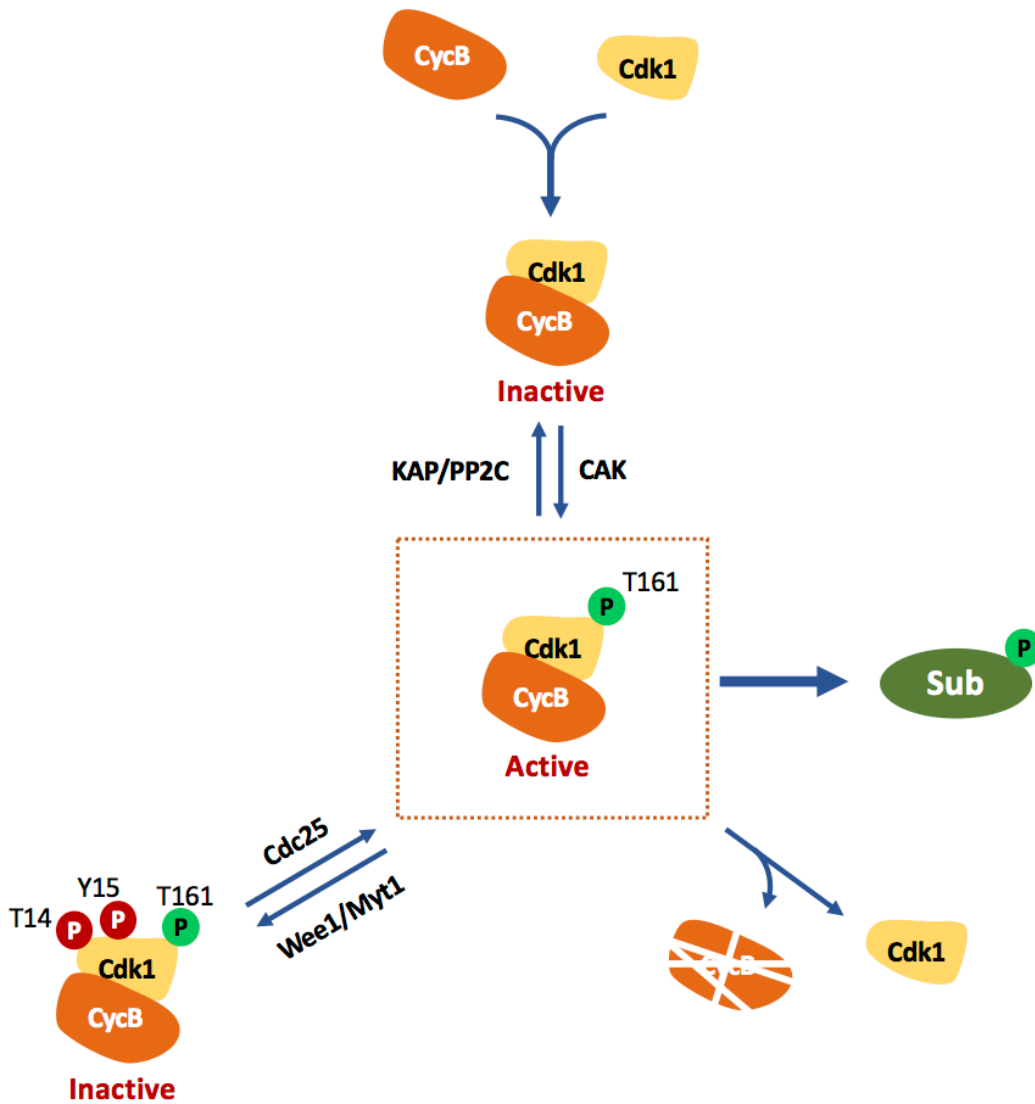 CycB
Cdk1
Cdk1
CycB
Inactive
KAP/PP2C
CAK
P
T161
Cdk1
CycB
Active
P
Sub
Cdc25
Wee1/Myt1
T14
Y15
T161
P
P
P
Cdk1
CycB
Inactive
CycB
Cdk1